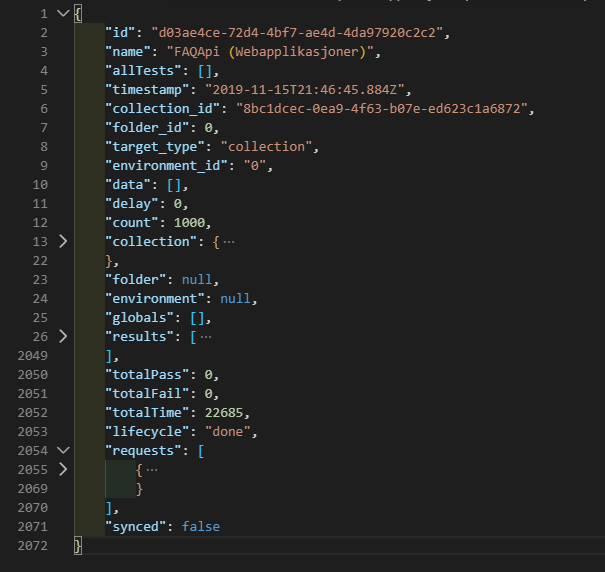 1 {
2 "id": "d03ae4ce-72d4-4bf7-ae4d-4da97920c2c2",
3 "name": "FAQApi (Webapplikasjoner)",
4 "allTests": [],
5 "timestamp": "2019-11-15T21:46:45.884Z",
6 "collection_id": "8bc1dcec-0ea9-4f63-b07e-ed623c1a6872",
7 "folder_id": 0,
8 "target_type": "collection",
9 "environment_id": "0",
10 "data": [],
11 "delay": 0,
12 "count": 1000,
13 "collection": { ⋯
22 },
23 "folder": null,
24 "environment": null,
25 "globals": [],
26 "results": [ ⋯
2049 ],
2050 "totalPass": 0,
2051 "totalFail": 0,
2052 "totalTime": 22685,
2053 "lifecycle": "done",
2054 "requests": [
2055 { ⋯
2069 }
2070 ],
2071 "synced": false
2072 }